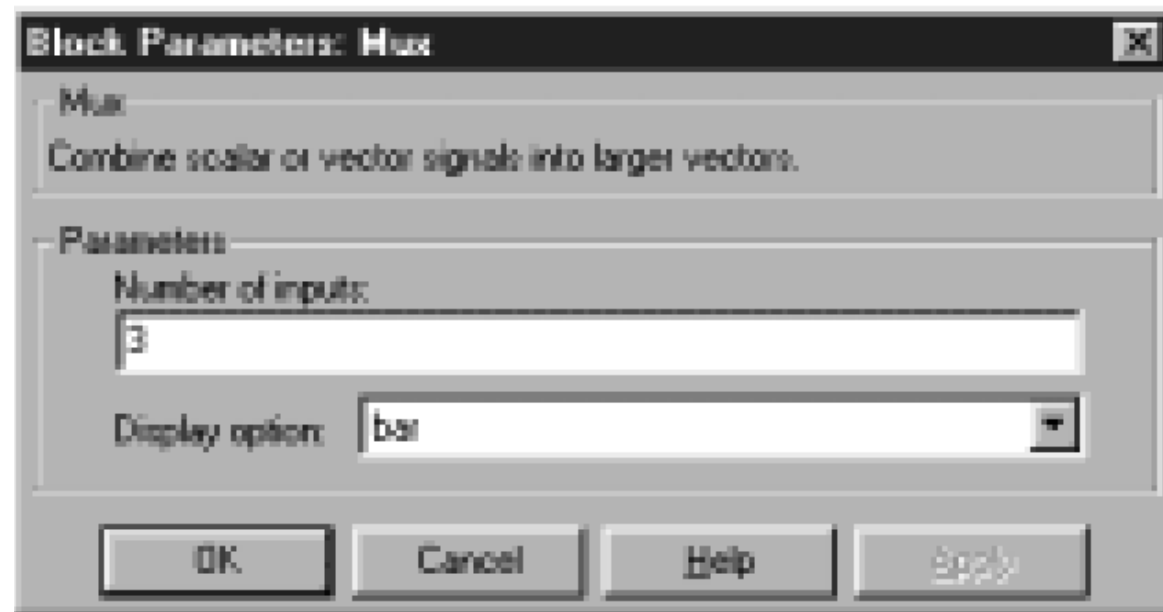 Block Parameters: Mux
Mux
Combine scalar or vector signals into larger vectors.
Parameters
Number of inputs:
3
Display option: bar
OK Cancel Help Apply